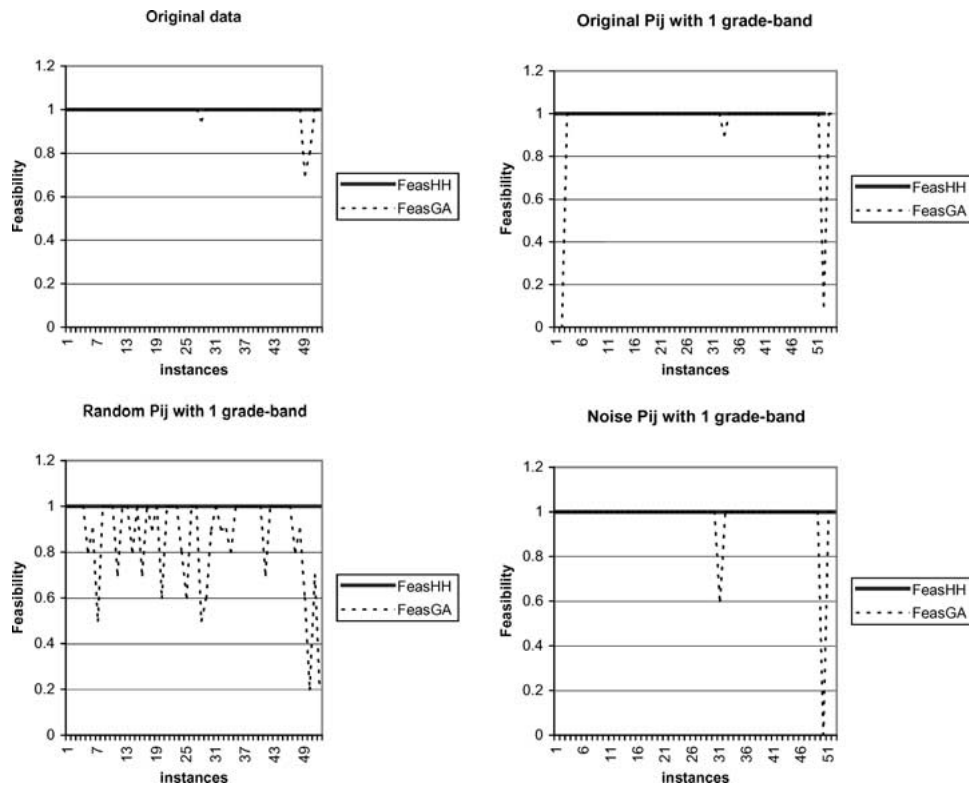 Original data
1.2
1
0.8
0.6
0.4
0.2
0
Feasibility
1 7 13 19 25 31 37 43 49
instances
FeasHH
FeasGA
Original Pij with 1 grade-band
1.2
1
0.8
0.6
0.4
0.2
0
Feasibility
1 6 11 16 21 26 31 36 41 46 51
instances
FeasHH
FeasGA
Random Pij with 1 grade-band
1.2
1
0.8
0.6
0.4
0.2
0
Feasibility
1 7 13 19 25 31 37 43 49
instances
FeasHH
FeasGA
Noise Pij with 1 grade-band
1.2
1
0.8
0.6
0.4
0.2
0
Feasibility
1 6 11 16 21 26 31 36 41 46 51
instances
FeasHH
FeasGA